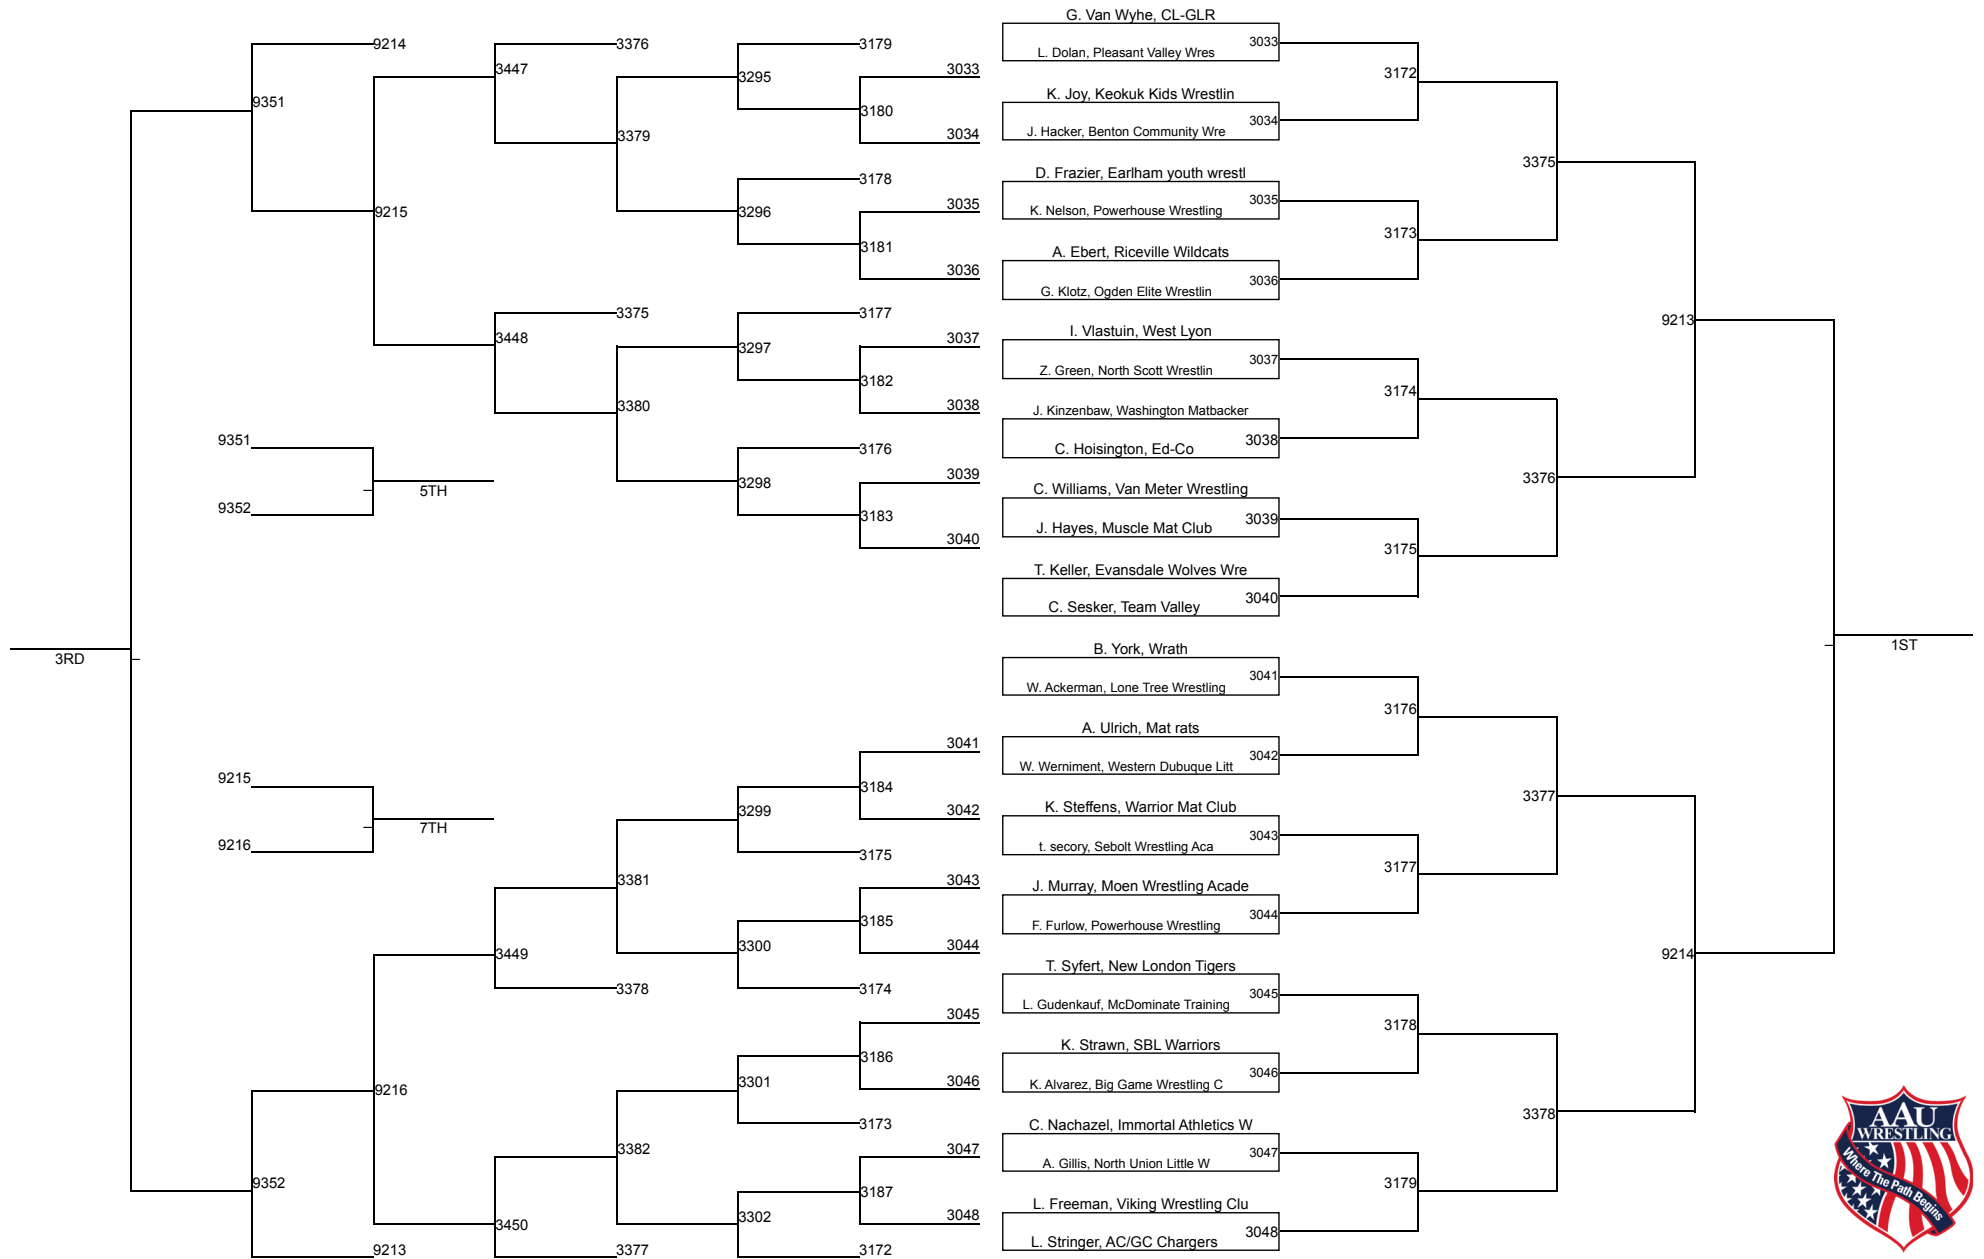 G. Van Wyhe, CL-GLR
9214
3376
3179
3033
L. Dolan, Pleasant Valley Wres
3447
3295
3033
3172
9351
K. Joy, Keokuk Kids Wrestlin
3180
3034
3379
3034
J. Hacker, Benton Community Wre
3375
D. Frazier, Earlham youth wrestl
3178
3035
3035
9215
3296
K. Nelson, Powerhouse Wrestling
3173
3181
A. Ebert, Riceville Wildcats
3036
3036
G. Klotz, Ogden Elite Wrestlin
3375
3177
9213
3448
3297
3037
I. Vlastuin, West Lyon
3037
Z. Green, North Scott Wrestlin
3182
3174
3380
3038
J. Kinzenbaw, Washington Matbacker
9351
3176
3038
C. Hoisington, Ed-Co
5TH
3298
3039
C. Williams, Van Meter Wrestling
3376
9352
3183
3039
J. Hayes, Muscle Mat Club
3040
3175
T. Keller, Evansdale Wolves Wre
3040
C. Sesker, Team Valley
3RD
B. York, Wrath
1ST
3041
W. Ackerman, Lone Tree Wrestling
3176
A. Ulrich, Mat rats
3041
3042
W. Werniment, Western Dubuque Litt
9215
3184
3377
3299
3042
K. Steffens, Warrior Mat Club
7TH
3043
9216
3175
t. secory, Sebolt Wrestling Aca
3177
3381
3043
J. Murray, Moen Wrestling Acade
3185
3044
F. Furlow, Powerhouse Wrestling
3300
3044
3449
9214
T. Syfert, New London Tigers
3378
3174
3045
L. Gudenkauf, McDominate Training
3045
3178
K. Strawn, SBL Warriors
3186
3046
3301
3046
K. Alvarez, Big Game Wrestling C
9216
3378
3173
C. Nachazel, Immortal Athletics W
3382
3047
3047
A. Gillis, North Union Little W
9352
3187
3179
L. Freeman, Viking Wrestling Clu
3450
3302
3048
3048
L. Stringer, AC/GC Chargers
9213
3377
3172
AAU
WRESTLING
Where The Path Begins